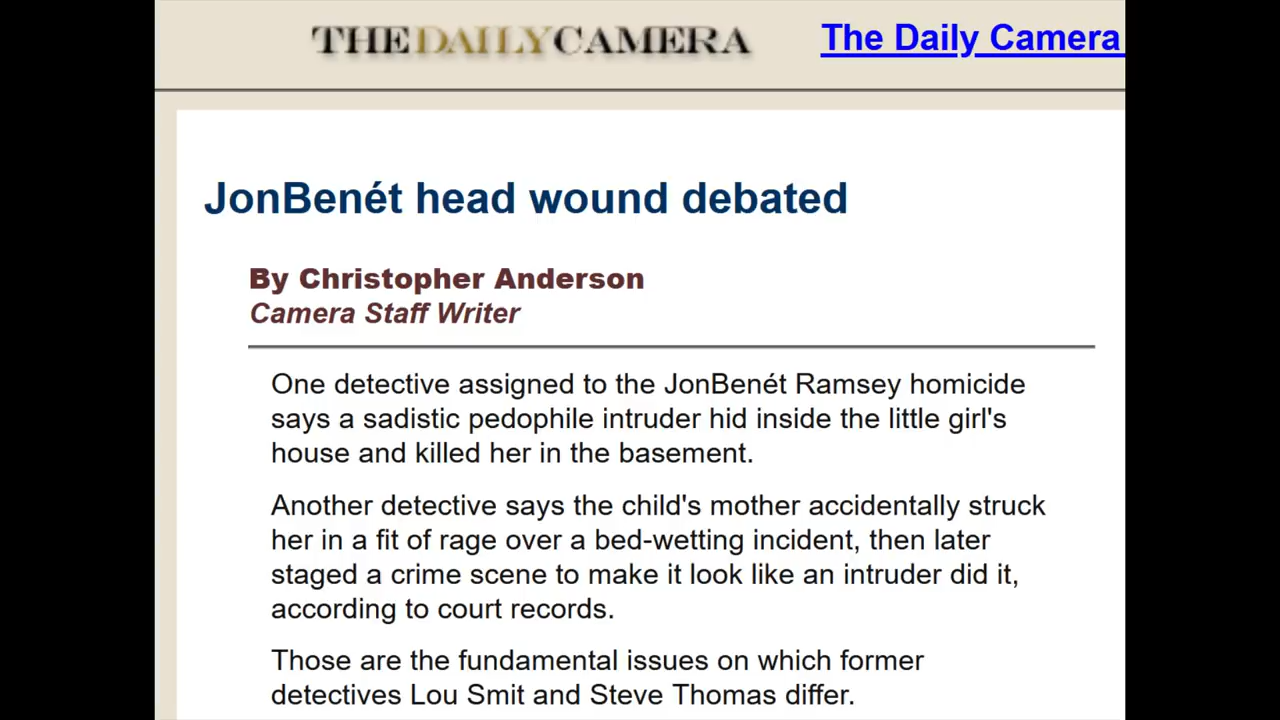 THE DAILY CAMERA
The Daily Camera
JonBenét head wound debated
By Christopher Anderson
Camera Staff Writer
One detective assigned to the JonBenét Ramsey homicide
says a sadistic pedophile intruder hid inside the little girl's
house and killed her in the basement.
Another detective says the child's mother accidentally struck
her in a fit of rage over a bed-wetting incident, then later
staged a crime scene to make it look like an intruder did it,
according to court records.
Those are the fundamental issues on which former
detectives Lou Smit and Steve Thomas differ.